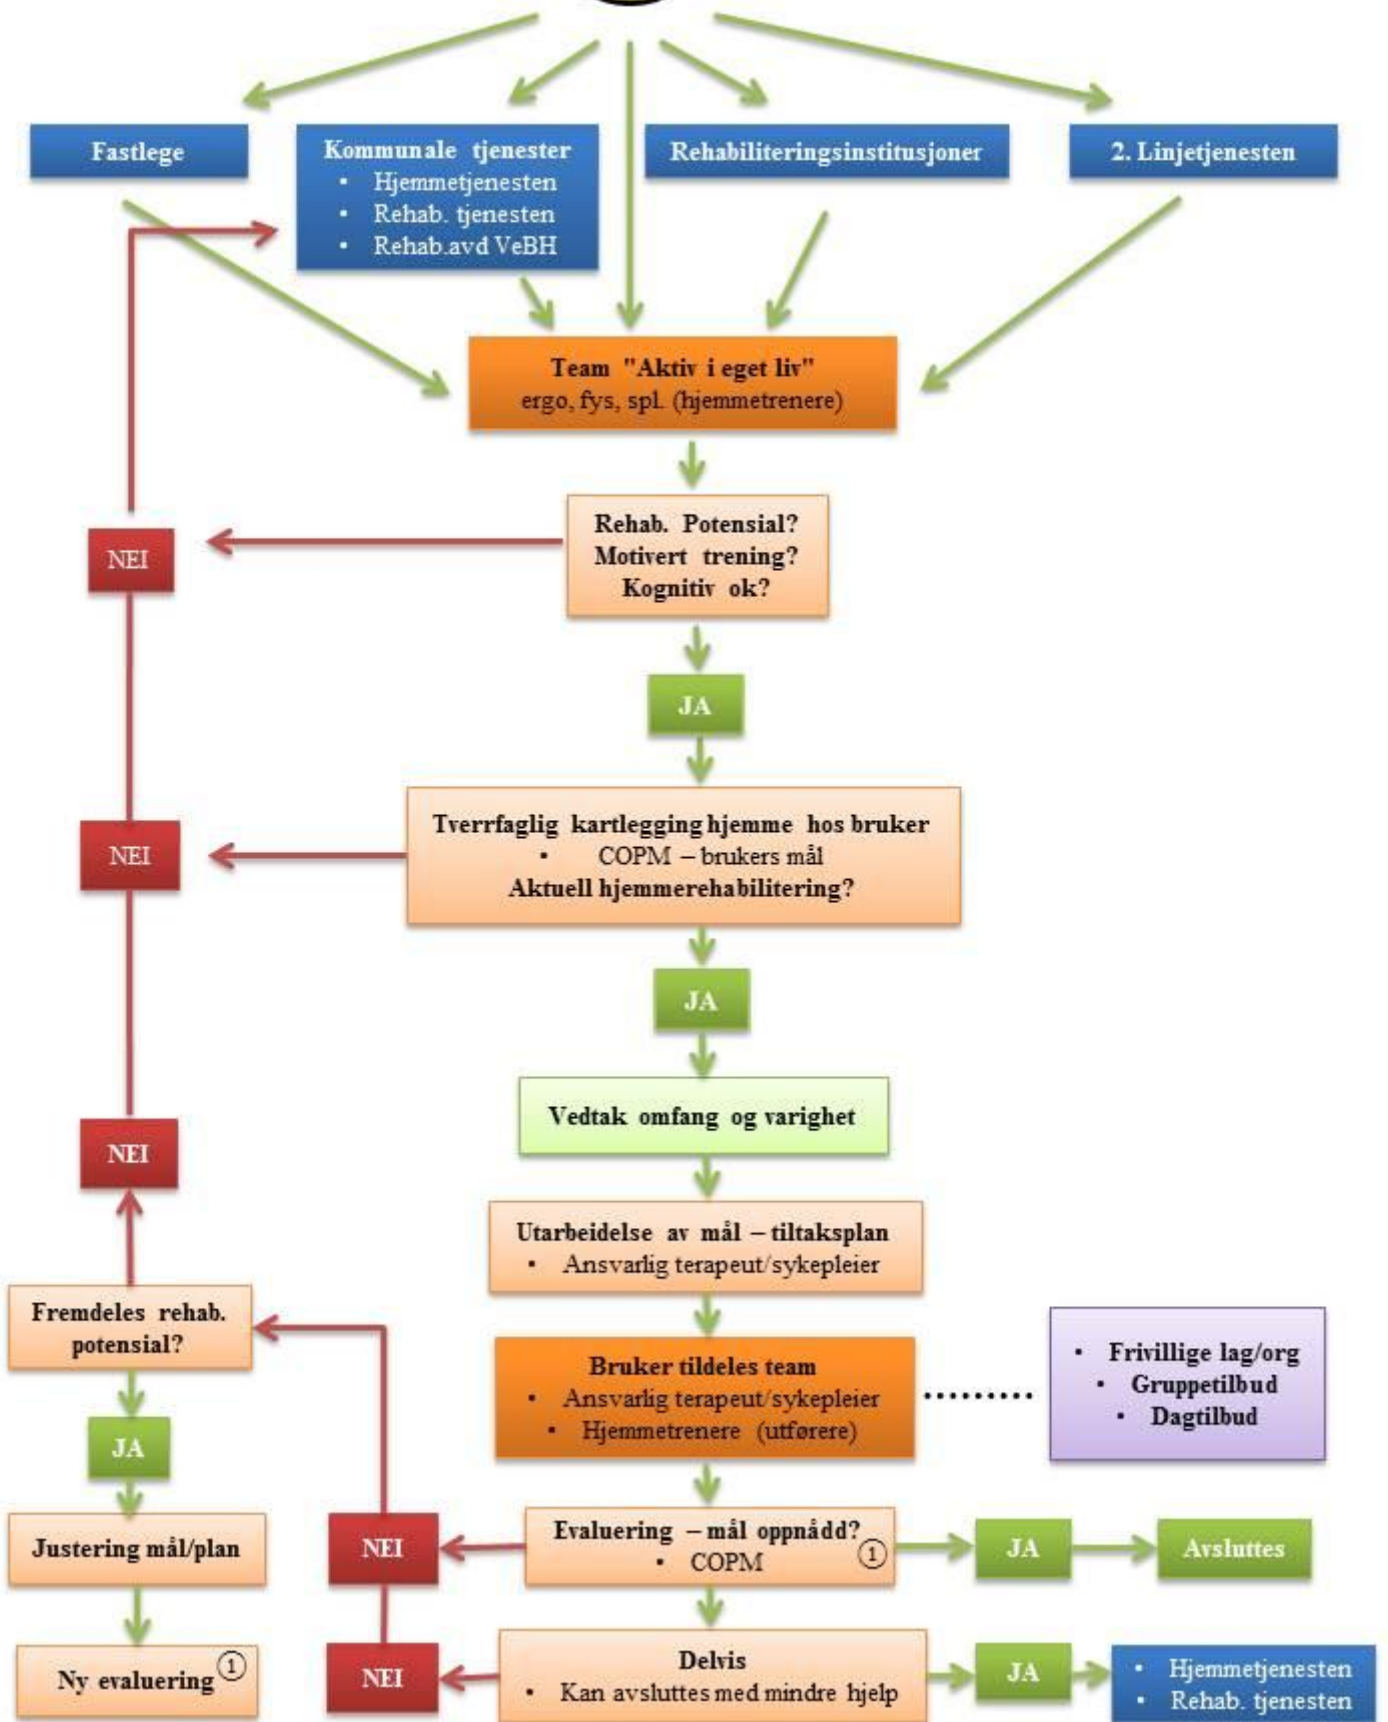 Fastlege
Kommunale tjenester
• Hjemmetjenesten
• Rehab. tjenesten
• Rehab.avd VeBH
Rehabiliteringsinstitusjoner
2. Linjetjenesten
Team "Aktiv i eget liv"
ergo, fys, spl. (hjemmetrenere)
Rehab. Potensial?
Motivert trening?
Kognitiv ok?
NEI
JA
Tverrfaglig kartlegging hjemme hos bruker
• COPM – brukers mål
Aktuell hjemmerehabilitering?
NEI
JA
Vedtak omfang og varighet
NEI
Utarbeidelse av mål – tiltaksplan
• Ansvarlig terapeut/sykepleier
Fremdeles rehab.
potensial?
Bruker tildeles team
• Ansvarlig terapeut/sykepleier
• Hjemmetrenere (utførere)
• Frivillige lag/org
• Gruppetilbud
• Dagtilbud
JA
Justering mål/plan
NEI
Evaluering – mål oppnådd?
• COPM ①
JA
Avsluttes
Ny evaluering ①
NEI
Delvis
• Kan avsluttes med mindre hjelp
JA
• Hjemmetjenesten
• Rehab. tjenesten